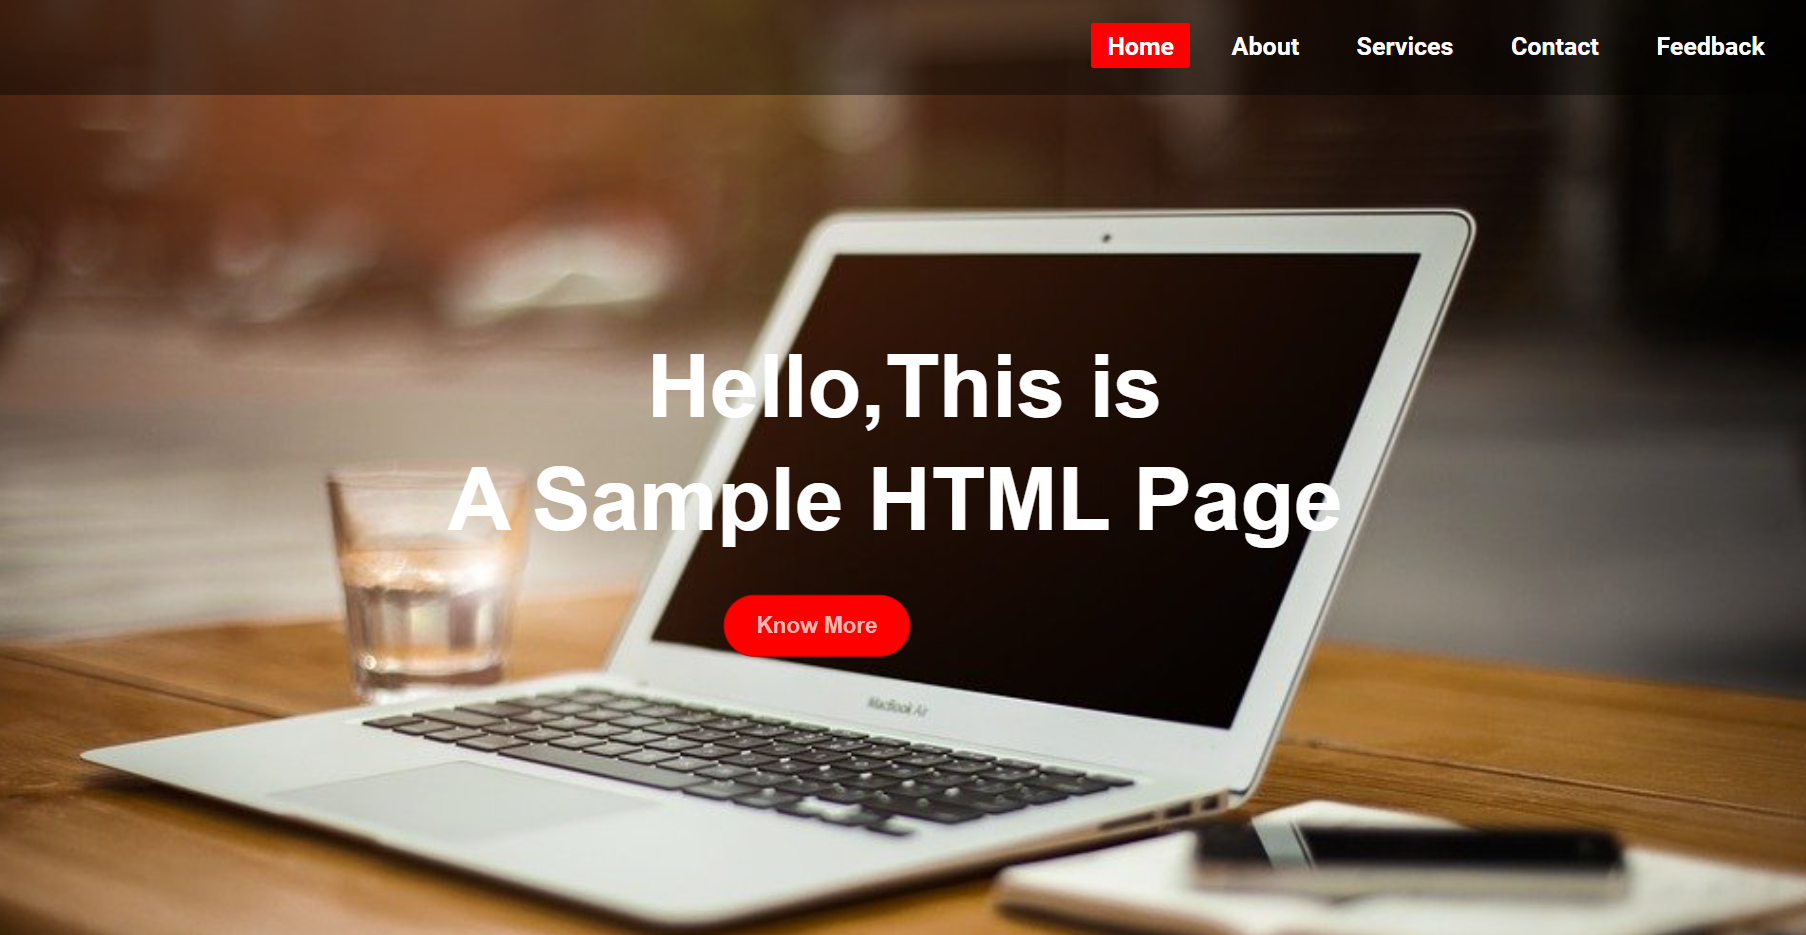 Home About Services Contact Feedback
Hello,This is
A Sample HTML Page
Know More
MacBook Air